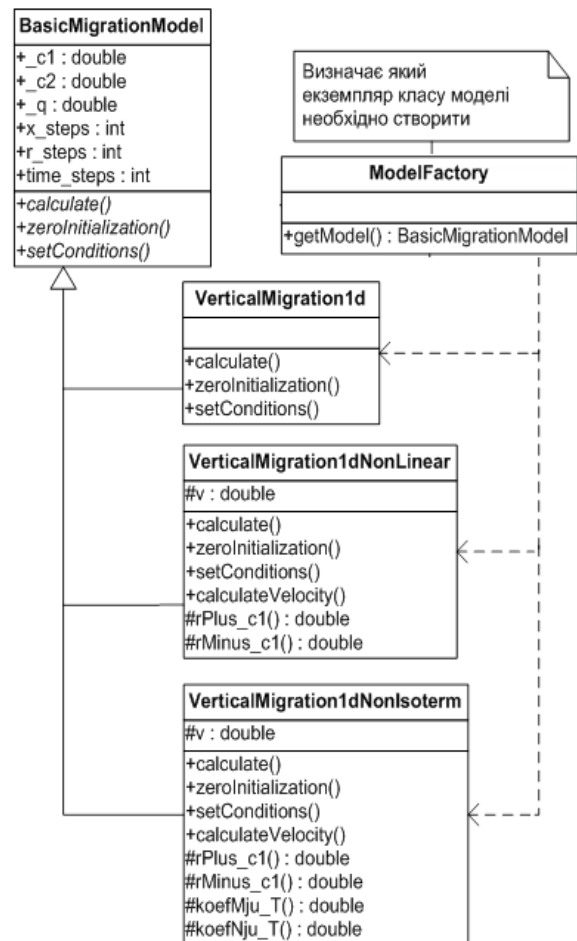 BasicMigrationModel
+_c1 : double
+_c2 : double
+_q : double
+x_steps : int
+r_steps : int
+time_steps : int
+calculate()
+zeroInitialization()
+setConditions()
Визначає який
екземпляр класу моделі
необхідно створити
ModelFactory
+getModel() : BasicMigrationModel
VerticalMigration1d
+calculate()
+zeroInitialization()
+setConditions()
VerticalMigration1dNonLinear
#v : double
+calculate()
+zeroInitialization()
+setConditions()
+calculateVelocity()
#rPlus_c1() : double
#rMinus_c1() : double
VerticalMigration1dNonIsoterm
#v : double
+calculate()
+zeroInitialization()
+setConditions()
+calculateVelocity()
#rPlus_c1() : double
#rMinus_c1() : double
#koefMju_T() : double
#koefNju_T() : double